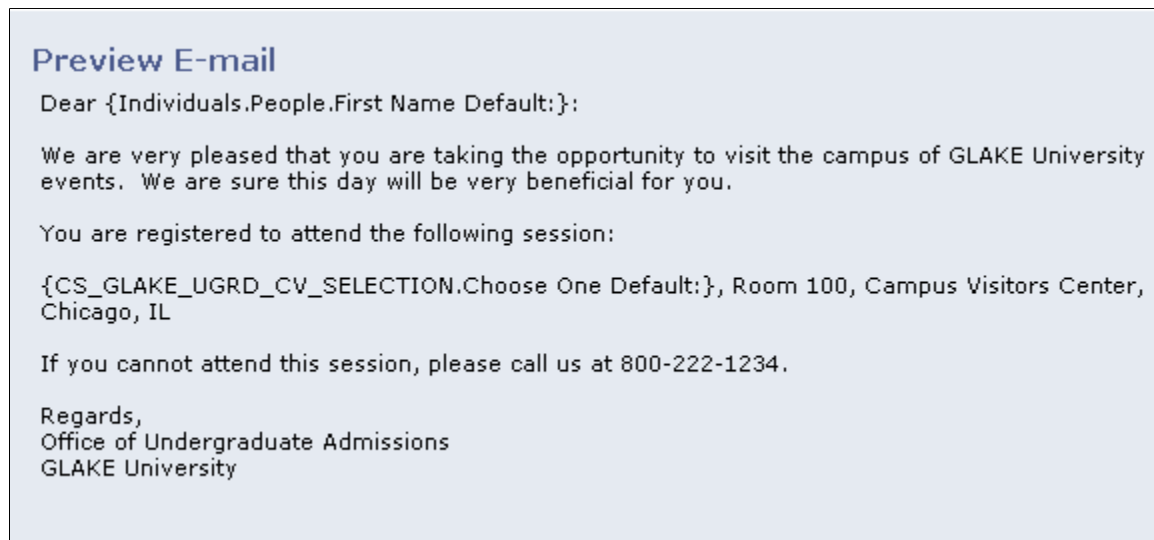 Preview E-mail
Dear {Individuals.People.First Name Default:}:
We are very pleased that you are taking the opportunity to visit the campus of GLAKE University
events.  We are sure this day will be very beneficial for you.
You are registered to attend the following session:
{CS_GLAKE_UGRD_CV_SELECTION.Choose One Default:}, Room 100, Campus Visitors Center,
Chicago, IL
If you cannot attend this session, please call us at 800-222-1234.
Regards,
Office of Undergraduate Admissions
GLAKE University